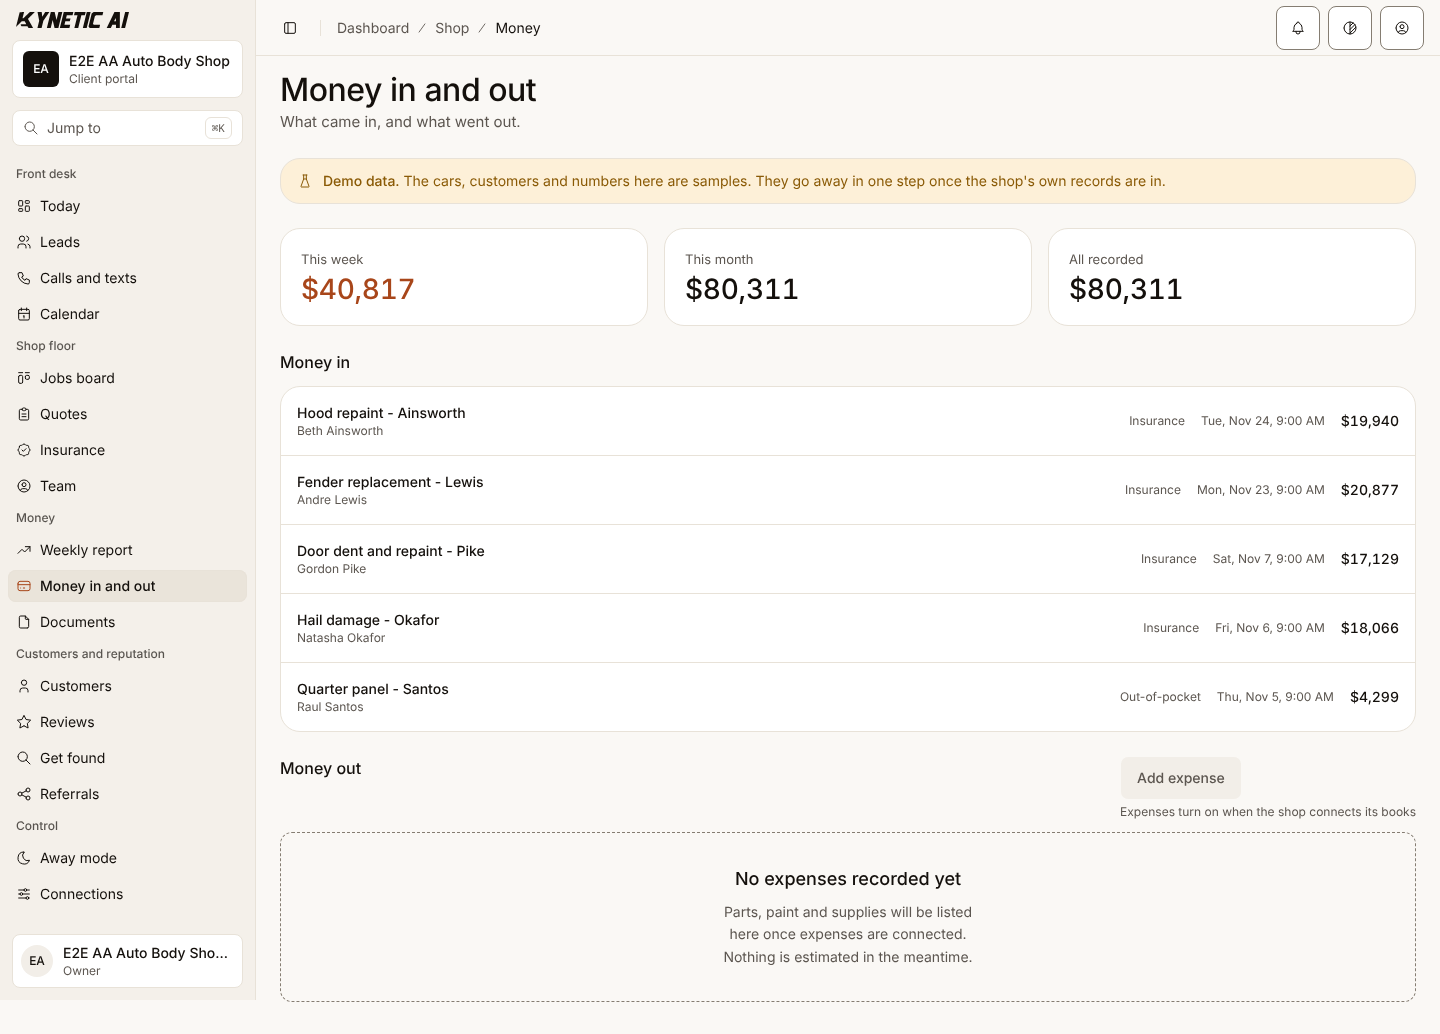 KYNETIC AI
EA
E2E AA Auto Body Shop
Client portal
Jump to
⌘K
Front desk
Today
Leads
Calls and texts
Calendar
Shop floor
Jobs board
Quotes
Insurance
Team
Money
Weekly report
Money in and out
Documents
Customers and reputation
Customers
Reviews
Get found
Referrals
Control
Away mode
Connections
EA
E2E AA Auto Body Sho...
Owner
Dashboard / Shop / Money
Money in and out
What came in, and what went out.
Demo data. The cars, customers and numbers here are samples. They go away in one step once the shop's own records are in.
This week
$40,817
This month
$80,311
All recorded
$80,311
Money in
Hood repaint - Ainsworth
Beth Ainsworth
Insurance Tue, Nov 24, 9:00 AM $19,940
Fender replacement - Lewis
Andre Lewis
Insurance Mon, Nov 23, 9:00 AM $20,877
Door dent and repaint - Pike
Gordon Pike
Insurance Sat, Nov 7, 9:00 AM $17,129
Hail damage - Okafor
Natasha Okafor
Insurance Fri, Nov 6, 9:00 AM $18,066
Quarter panel - Santos
Raul Santos
Out-of-pocket Thu, Nov 5, 9:00 AM $4,299
Money out
Add expense
Expenses turn on when the shop connects its books
No expenses recorded yet
Parts, paint and supplies will be listed
here once expenses are connected.
Nothing is estimated in the meantime.